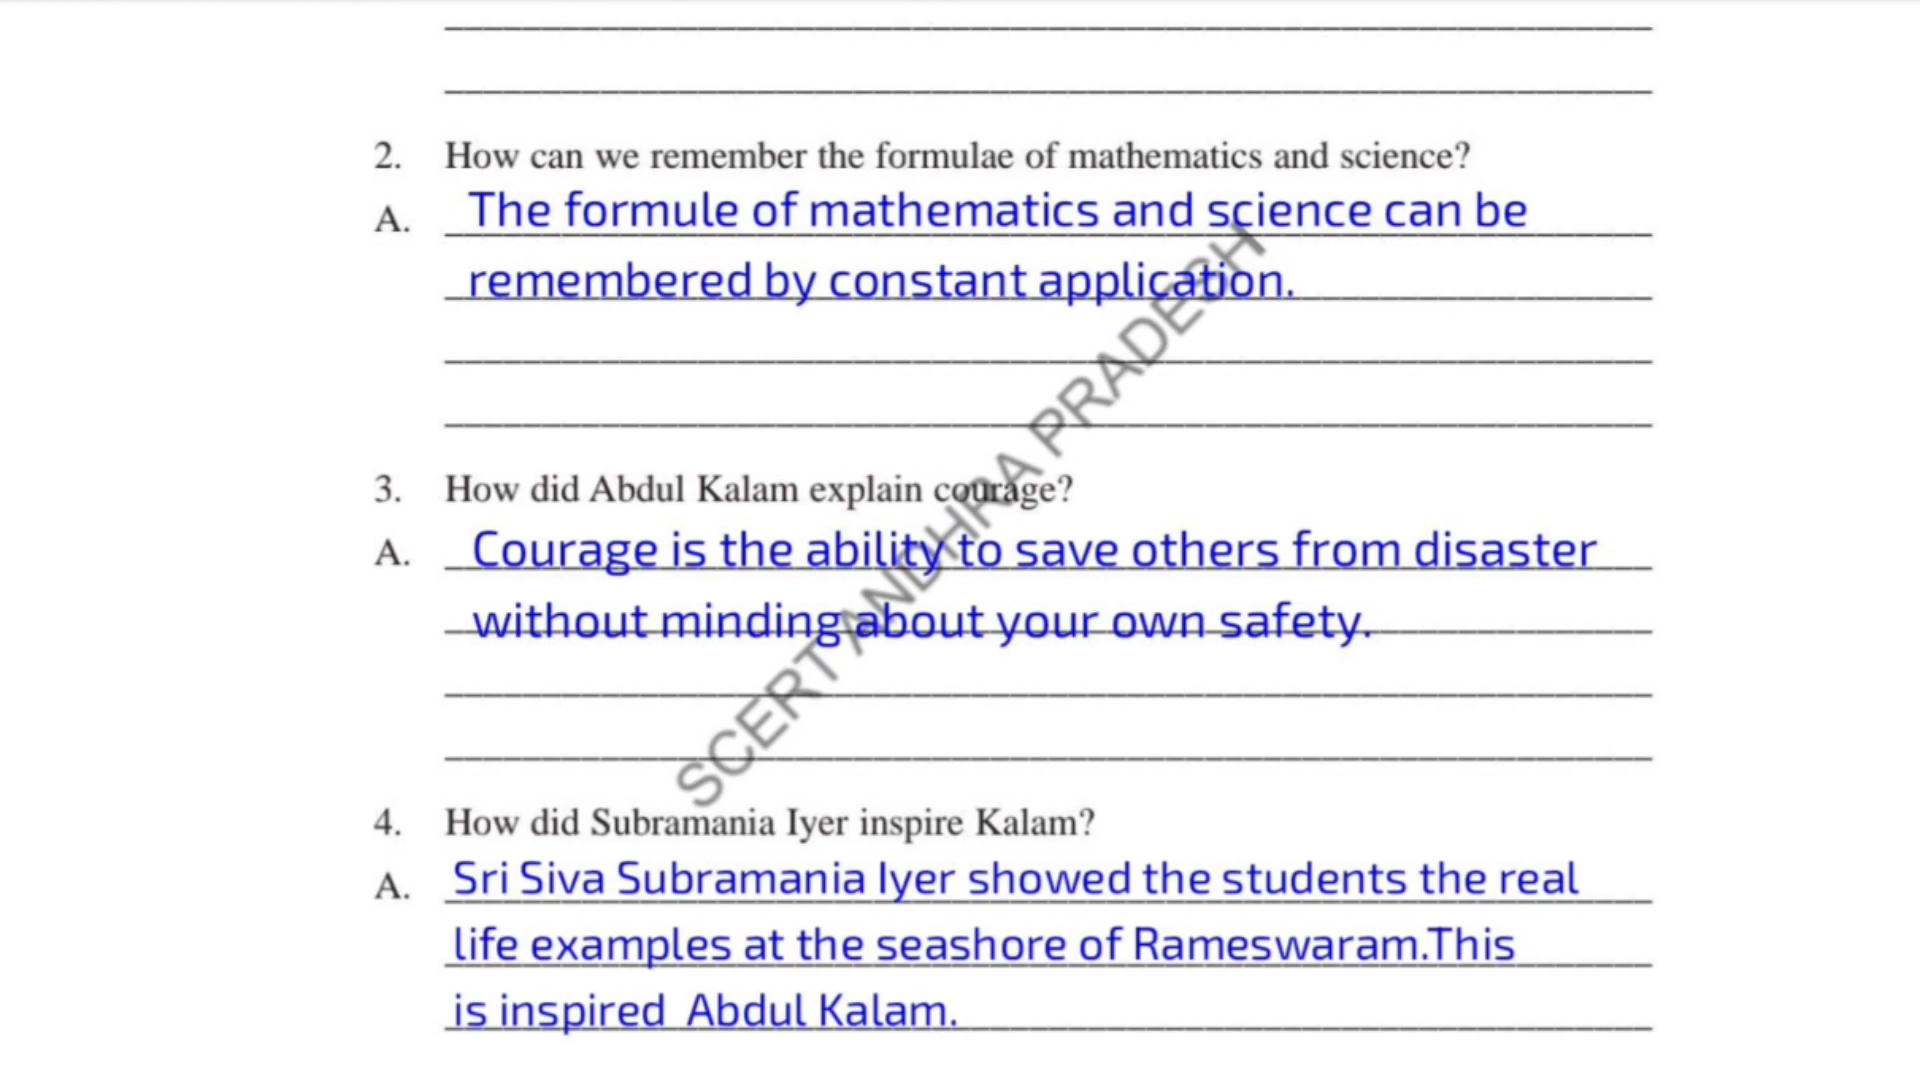 2. How can we remember the formulae of mathematics and science?
A. The formule of mathematics and science can be
remembered by constant application.
3. How did Abdul Kalam explain courage?
A. Courage is the ability to save others from disaster
without minding about your own safety.
4. How did Subramania Iyer inspire Kalam?
A. Sri Siva Subramania Iyer showed the students the real
life examples at the seashore of Rameswaram.This
is inspired Abdul Kalam.
SCERT ANDHRA PRADESH